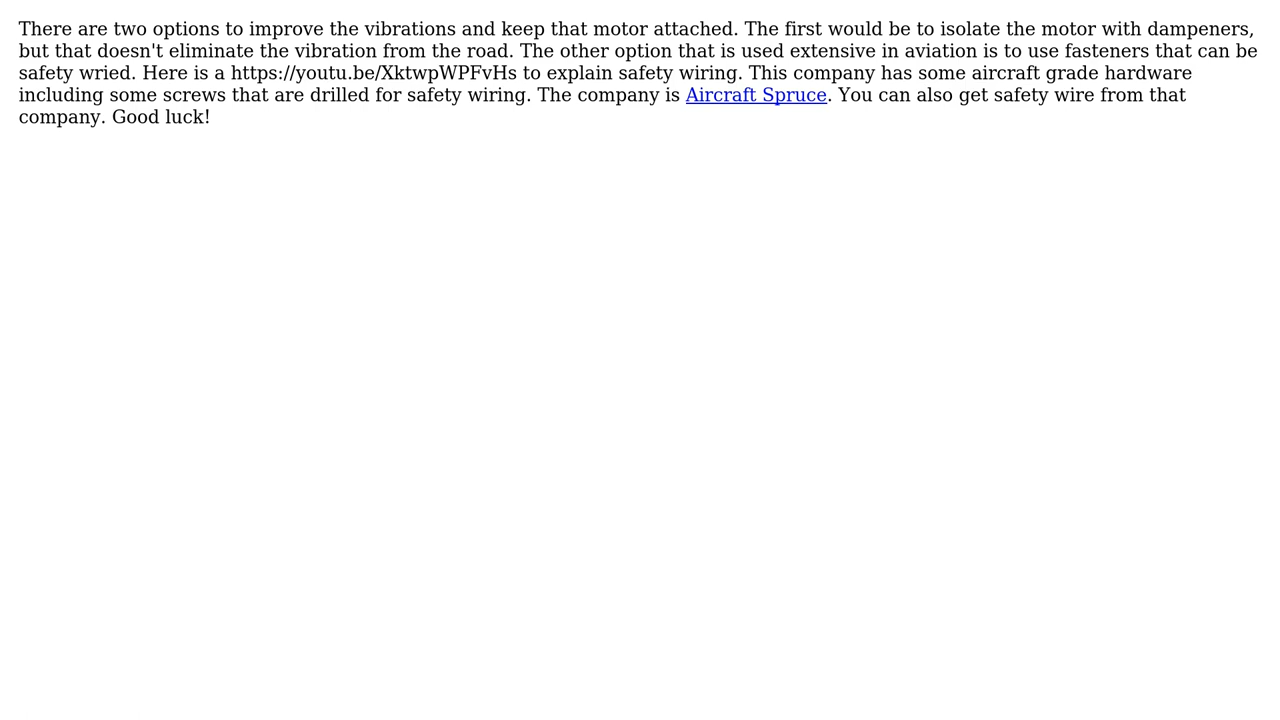 There are two options to improve the vibrations and keep that motor attached. The first would be to isolate the motor with dampeners,
but that doesn't eliminate the vibration from the road. The other option that is used extensive in aviation is to use fasteners that can be
safety wried. Here is a https://youtu.be/XktwpWPFvHs to explain safety wiring. This company has some aircraft grade hardware
including some screws that are drilled for safety wiring. The company is Aircraft Spruce. You can also get safety wire from that
company. Good luck!